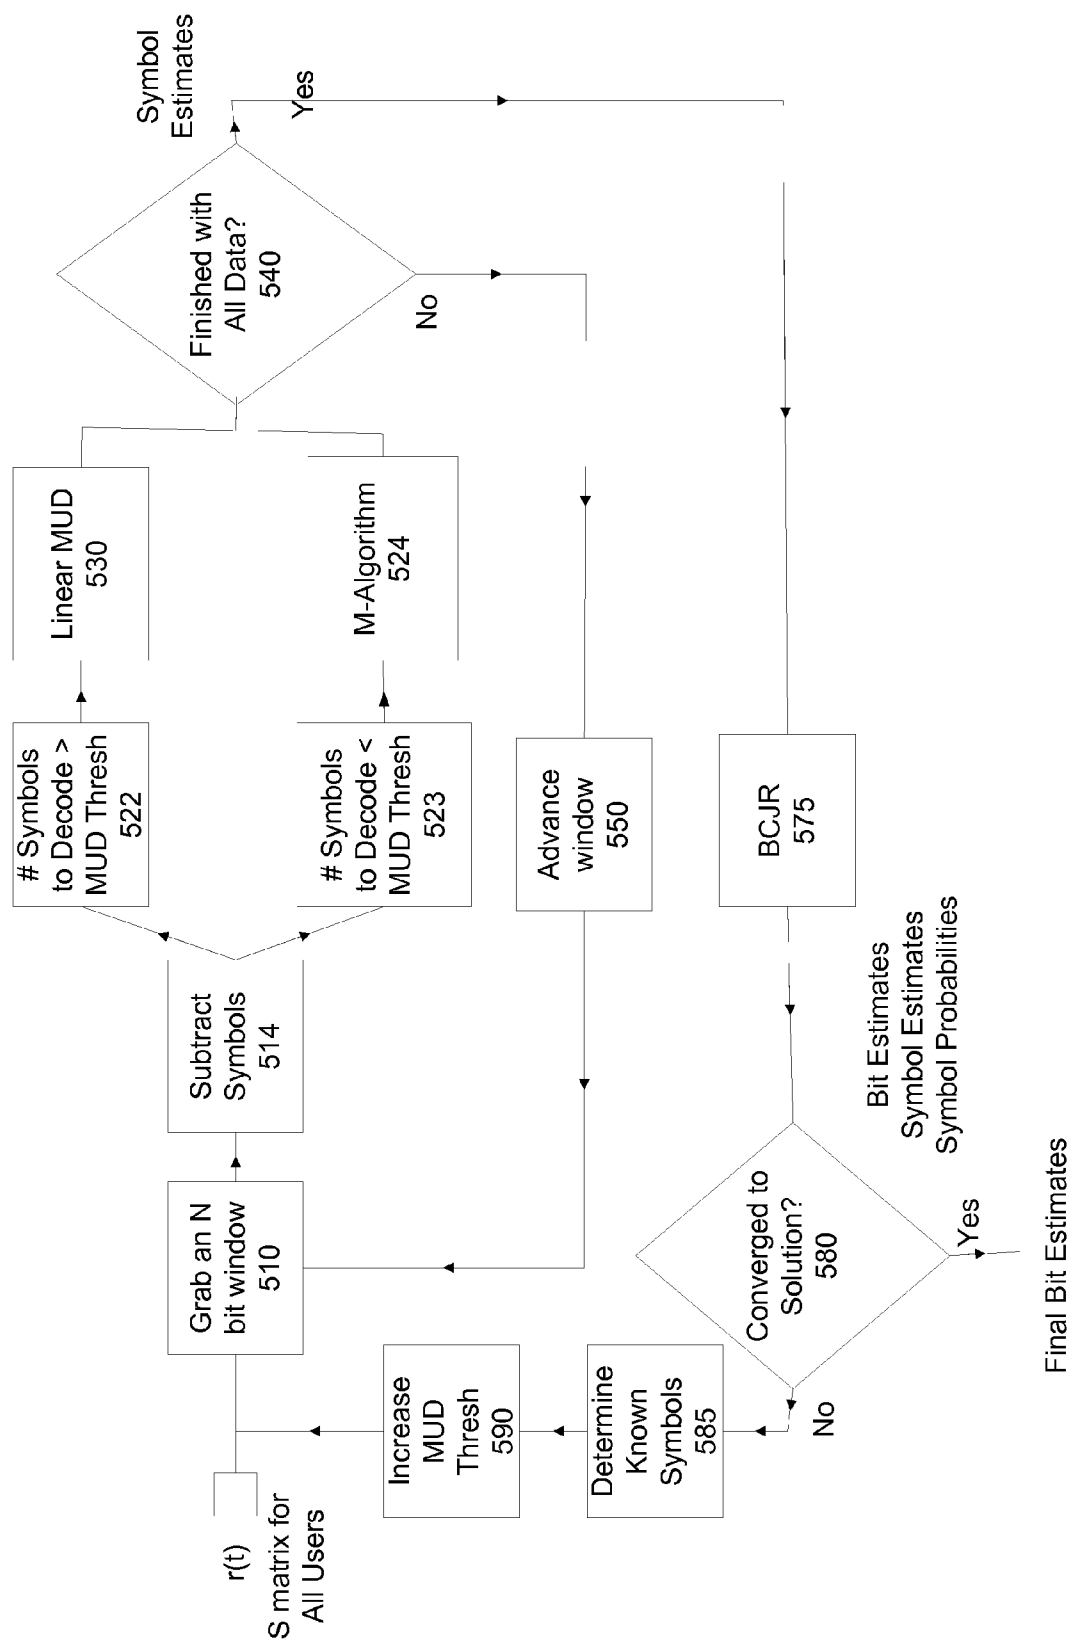 r(t)
S matrix for
All Users
Grab an N
bit window
510
Subtract
Symbols
514
# Symbols
to Decode >
MUD Thresh
522
Linear MUD
530
# Symbols
to Decode <
MUD Thresh
523
M-Algorithm
524
Finished with
All Data?
540
Symbol
Estimates
Yes
No
Advance
window
550
BCJR
575
Bit Estimates
Symbol Estimates
Symbol Probabilities
Converged to
Solution?
580
Yes
Final Bit Estimates
No
Determine
Known
Symbols
585
Increase
MUD
Thresh
590